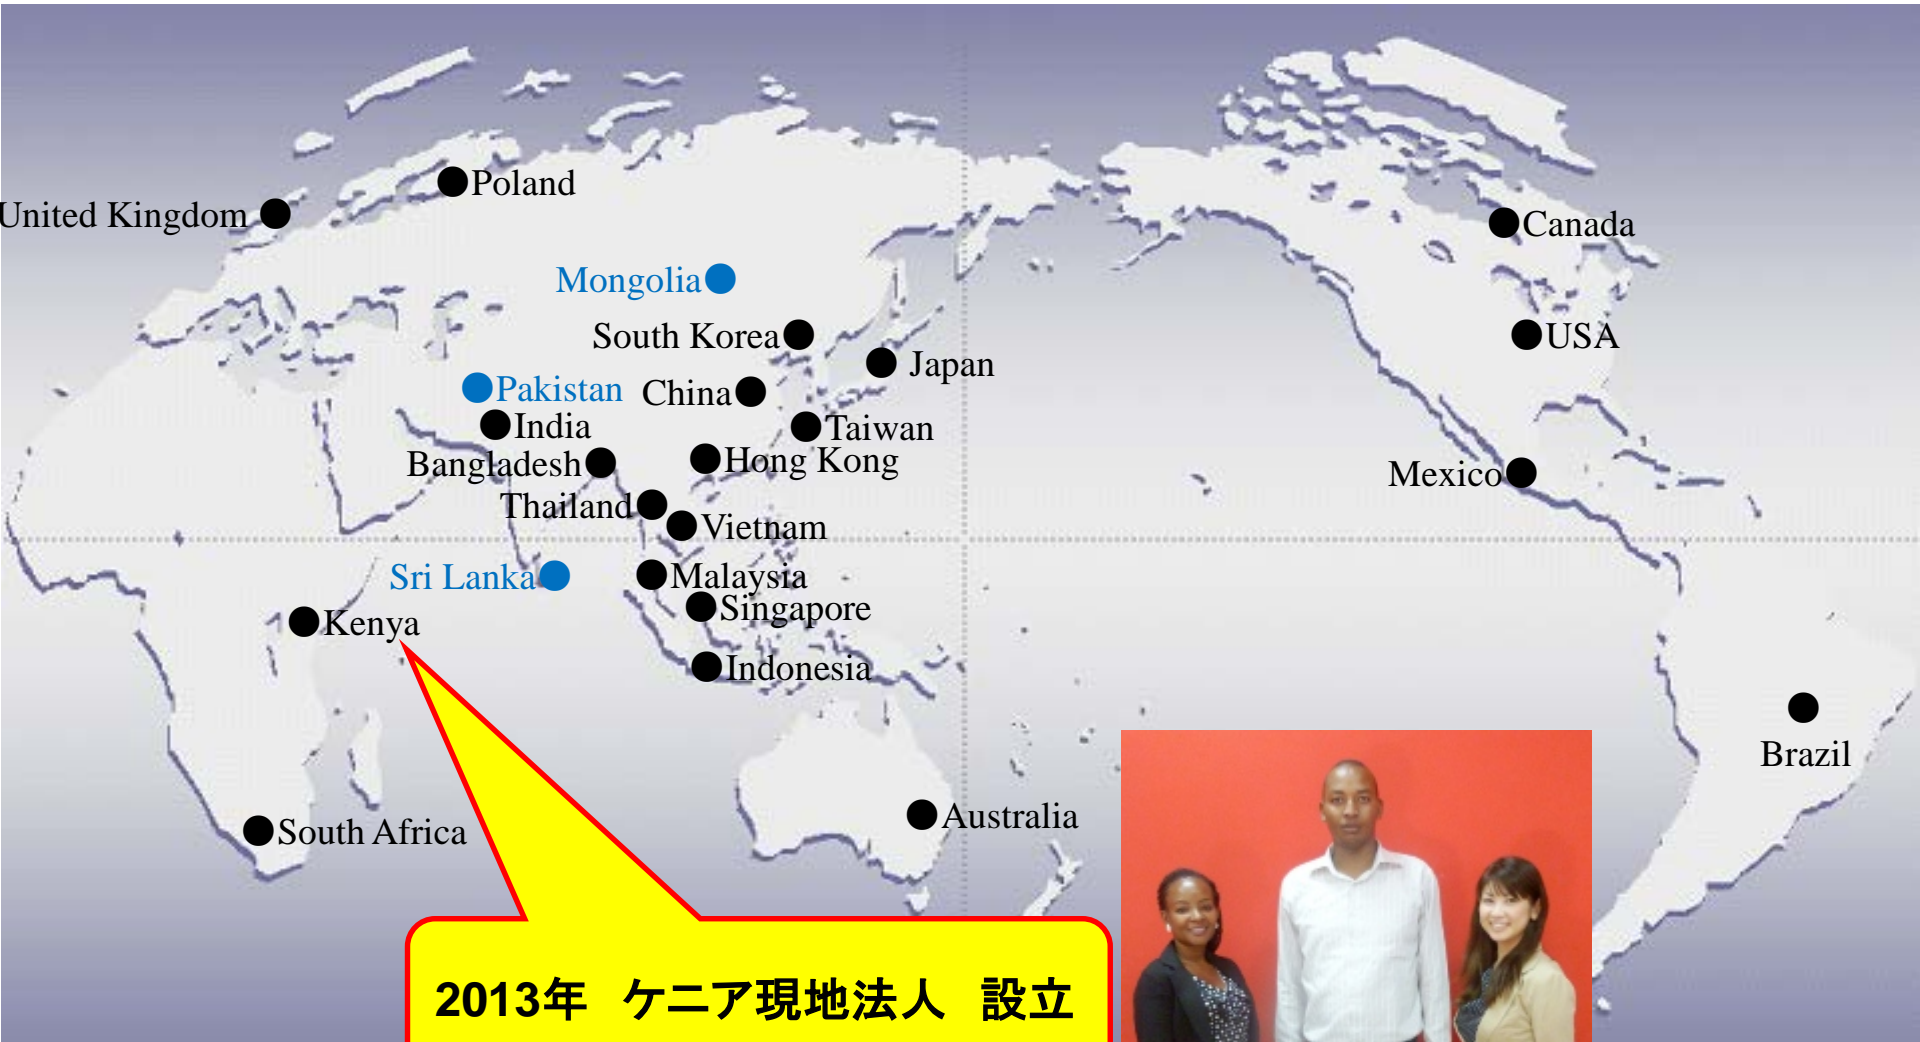 Poland
United Kingdom
Canada
Mongolia
South Korea
USA
Japan
Pakistan
China
India
Taiwan
Bangladesh
Hong Kong
Mexico
Thailand
Vietnam
Sri Lanka
Malaysia
Singapore
Kenya
Indonesia
Brazil
Australia
South Africa
2013年　ケニア現地法人　設立